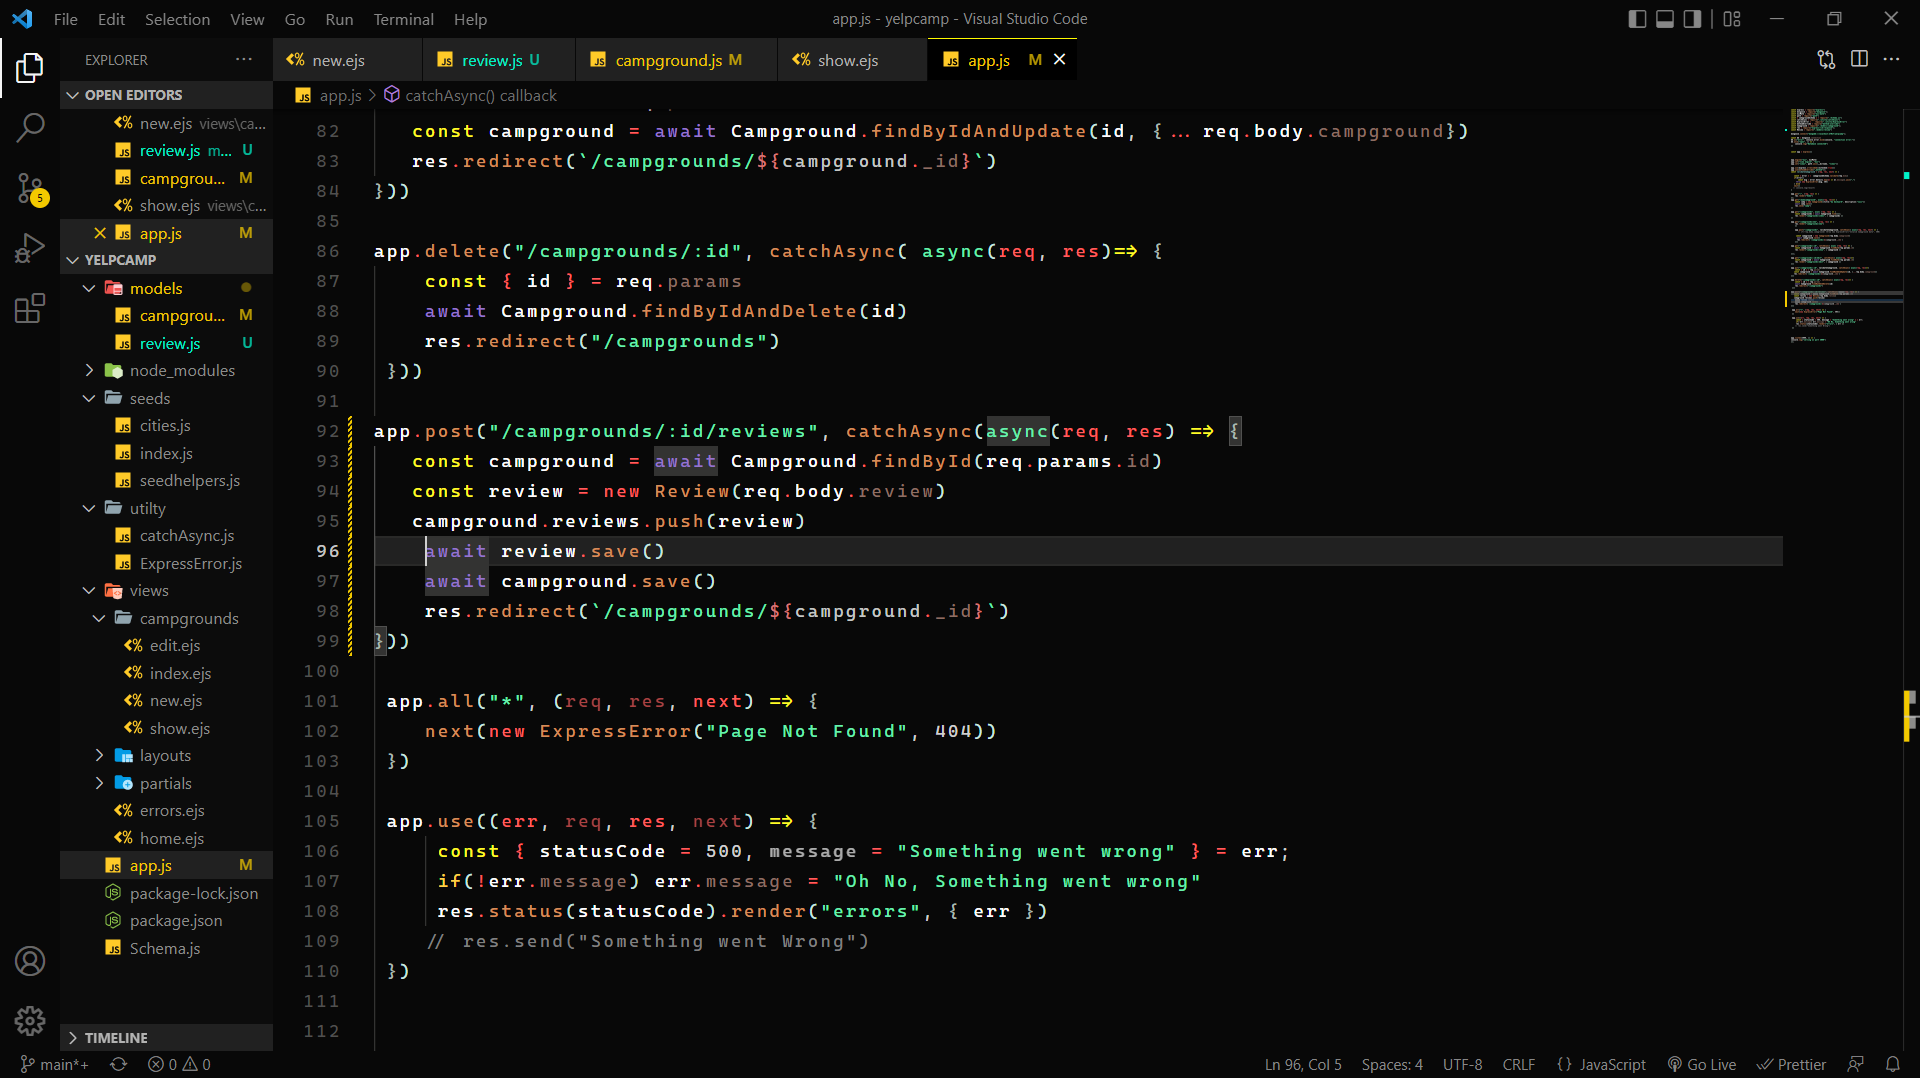 File Edit Selection View Go Run Terminal Help
app.js - yelpcamp - Visual Studio Code
EXPLORER
new.ejs
review.js U
campground.js M
show.ejs
app.js M
OPEN EDITORS
app.js > catchAsync() callback
new.ejs views\ca...
review.js m... U
campgrou... M
show.ejs views\c...
app.js M
YELPCAMP
models
campgrou... M
review.js U
node_modules
seeds
cities.js
index.js
seedhelpers.js
utilty
catchAsync.js
ExpressError.js
views
campgrounds
edit.ejs
index.ejs
new.ejs
show.ejs
layouts
partials
errors.ejs
home.ejs
app.js M
package-lock.json
package.json
Schema.js
TIMELINE
5
82 const campground = await Campground.findByIdAndUpdate(id, {...req.body.campground})
83 res.redirect(`/campgrounds/${campground._id}`)
84 }))
85
86 app.delete("/campgrounds/:id", catchAsync( async(req, res)=> {
87 const { id } = req.params
88 await Campground.findByIdAndDelete(id)
89 res.redirect("/campgrounds")
90 }))
91
92 app.post("/campgrounds/:id/reviews", catchAsync(async(req, res) => {
93 const campground = await Campground.findById(req.params.id)
94 const review = new Review(req.body.review)
95 campground.reviews.push(review)
96 await review.save()
97 await campground.save()
98 res.redirect(`/campgrounds/${campground._id}`)
99 }))
100
101 app.all("*", (req, res, next) => {
102 next(new ExpressError("Page Not Found", 404))
103 })
104
105 app.use((err, req, res, next) => {
106 const { statusCode = 500, message = "Something went wrong" } = err;
107 if(!err.message) err.message = "Oh No, Something went wrong"
108 res.status(statusCode).render("errors", { err })
109 // res.send("Something went Wrong")
110 })
111
112
main*+ 0 0 Ln 96, Col 5 Spaces: 4 UTF-8 CRLF {} JavaScript Go Live Prettier